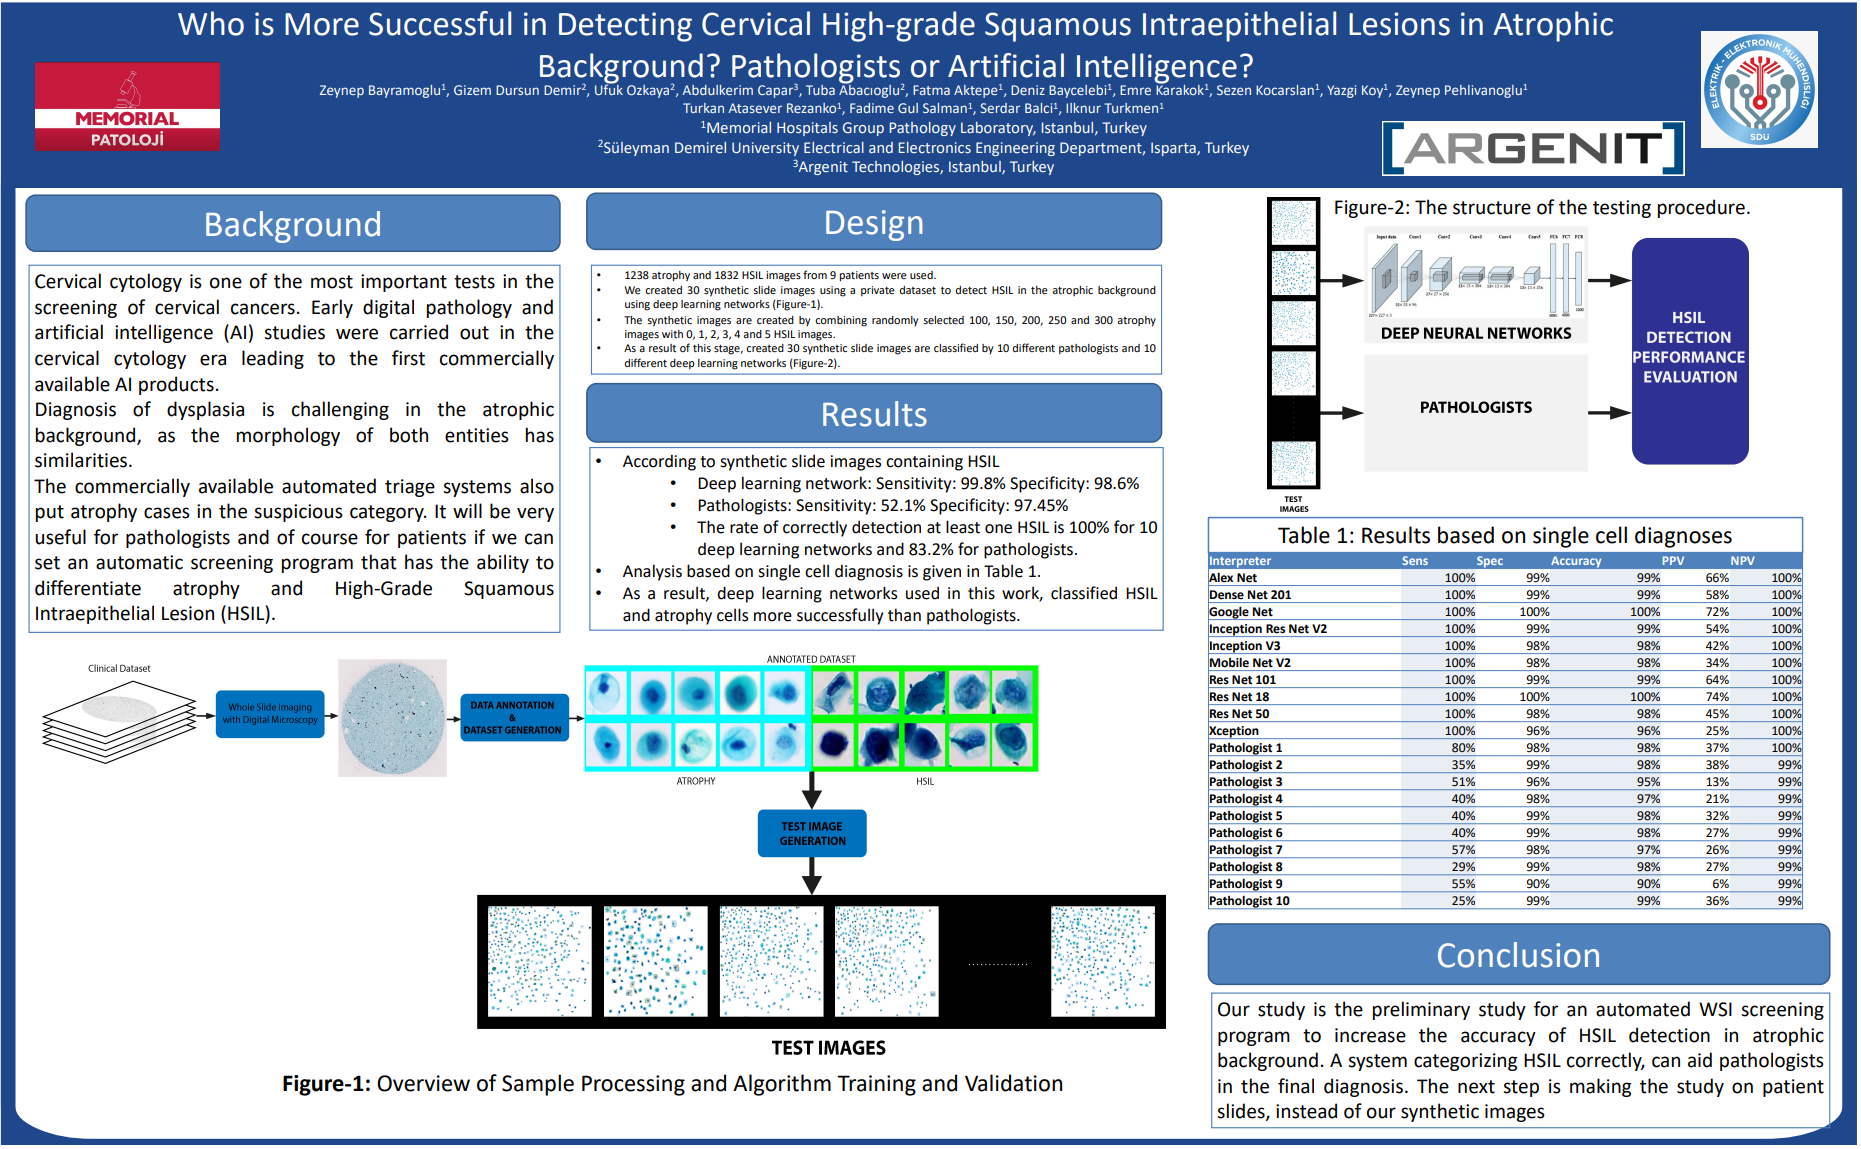 Who is More Successful in Detecting Cervical High-grade Squamous Intraepithelial Lesions in Atrophic
Background? Pathologists or Artificial Intelligence?
Zeynep Bayramoglu1, Gizem Dursun Demir2, Ufuk Ozkaya2, Abdulkerim Capar3, Tuba Abacıoglu2, Fatma Aktepe1, Deniz Baycelebi1, Emre Karakok1, Sezen Kocarslan1, Yazgi Koy1, Zeynep Pehlivanoglu1
Turkan Atasever Rezanko1, Fadime Gul Salman1, Serdar Balci1, Ilknur Turkmen1
1Memorial Hospitals Group Pathology Laboratory, Istanbul, Turkey
2Süleyman Demirel University Electrical and Electronics Engineering Department, Isparta, Turkey
3Argenit Technologies, Istanbul, Turkey
MEMORIAL
PATOLOJİ
[ARGENIT]
ELEKTRİK - ELEKTRONİK MÜHENDİSLİĞİ
SDU
Background
Cervical cytology is one of the most important tests in the
screening of cervical cancers. Early digital pathology and
artificial intelligence (AI) studies were carried out in the
cervical cytology era leading to the first commercially
available AI products.
Diagnosis of dysplasia is challenging in the atrophic
background, as the morphology of both entities has
similarities.
The commercially available automated triage systems also
put atrophy cases in the suspicious category. It will be very
useful for pathologists and of course for patients if we can
set an automatic screening program that has the ability to
differentiate atrophy and High-Grade Squamous
Intraepithelial Lesion (HSIL).
Design
• 1238 atrophy and 1832 HSIL images from 9 patients were used.
• We created 30 synthetic slide images using a private dataset to detect HSIL in the atrophic background
using deep learning networks (Figure-1).
• The synthetic images are created by combining randomly selected 100, 150, 200, 250 and 300 atrophy
images with 0, 1, 2, 3, 4 and 5 HSIL images.
• As a result of this stage, created 30 synthetic slide images are classified by 10 different pathologists and 10
different deep learning networks (Figure-2).
Results
• According to synthetic slide images containing HSIL
• Deep learning network: Sensitivity: 99.8% Specificity: 98.6%
• Pathologists: Sensitivity: 52.1% Specificity: 97.45%
• The rate of correctly detection at least one HSIL is 100% for 10
deep learning networks and 83.2% for pathologists.
• Analysis based on single cell diagnosis is given in Table 1.
• As a result, deep learning networks used in this work, classified HSIL
and atrophy cells more successfully than pathologists.
Clinical Dataset
Whole Slide Imaging
with Digital Microscopy
DATA ANNOTATION
&
DATASET GENERATION
ANNOTATED DATASET
ATROPHY
HSIL
TEST IMAGE
GENERATION
TEST IMAGES
Figure-1: Overview of Sample Processing and Algorithm Training and Validation
Figure-2: The structure of the testing procedure.
Input data Conv1 Conv2 Conv3 Conv4 Conv5 FC6 FC7 FC8
DEEP NEURAL NETWORKS
PATHOLOGISTS
HSIL
DETECTION
PERFORMANCE
EVALUATION
TEST
IMAGES
Table 1: Results based on single cell diagnoses
Interpreter Sens Spec Accuracy PPV NPV
Alex Net 100% 99% 99% 66% 100%
Dense Net 201 100% 99% 99% 58% 100%
Google Net 100% 100% 100% 72% 100%
Inception Res Net V2 100% 99% 99% 54% 100%
Inception V3 100% 98% 98% 42% 100%
Mobile Net V2 100% 98% 98% 34% 100%
Res Net 101 100% 99% 99% 64% 100%
Res Net 18 100% 100% 100% 74% 100%
Res Net 50 100% 98% 98% 45% 100%
Xception 100% 96% 96% 25% 100%
Pathologist 1 80% 98% 98% 37% 100%
Pathologist 2 35% 99% 98% 38% 99%
Pathologist 3 51% 96% 95% 13% 99%
Pathologist 4 40% 98% 97% 21% 99%
Pathologist 5 40% 99% 98% 32% 99%
Pathologist 6 40% 99% 98% 27% 99%
Pathologist 7 57% 98% 97% 26% 99%
Pathologist 8 29% 99% 98% 27% 99%
Pathologist 9 55% 90% 90% 6% 99%
Pathologist 10 25% 99% 99% 36% 99%
Conclusion
Our study is the preliminary study for an automated WSI screening
program to increase the accuracy of HSIL detection in atrophic
background. A system categorizing HSIL correctly, can aid pathologists
in the final diagnosis. The next step is making the study on patient
slides, instead of our synthetic images